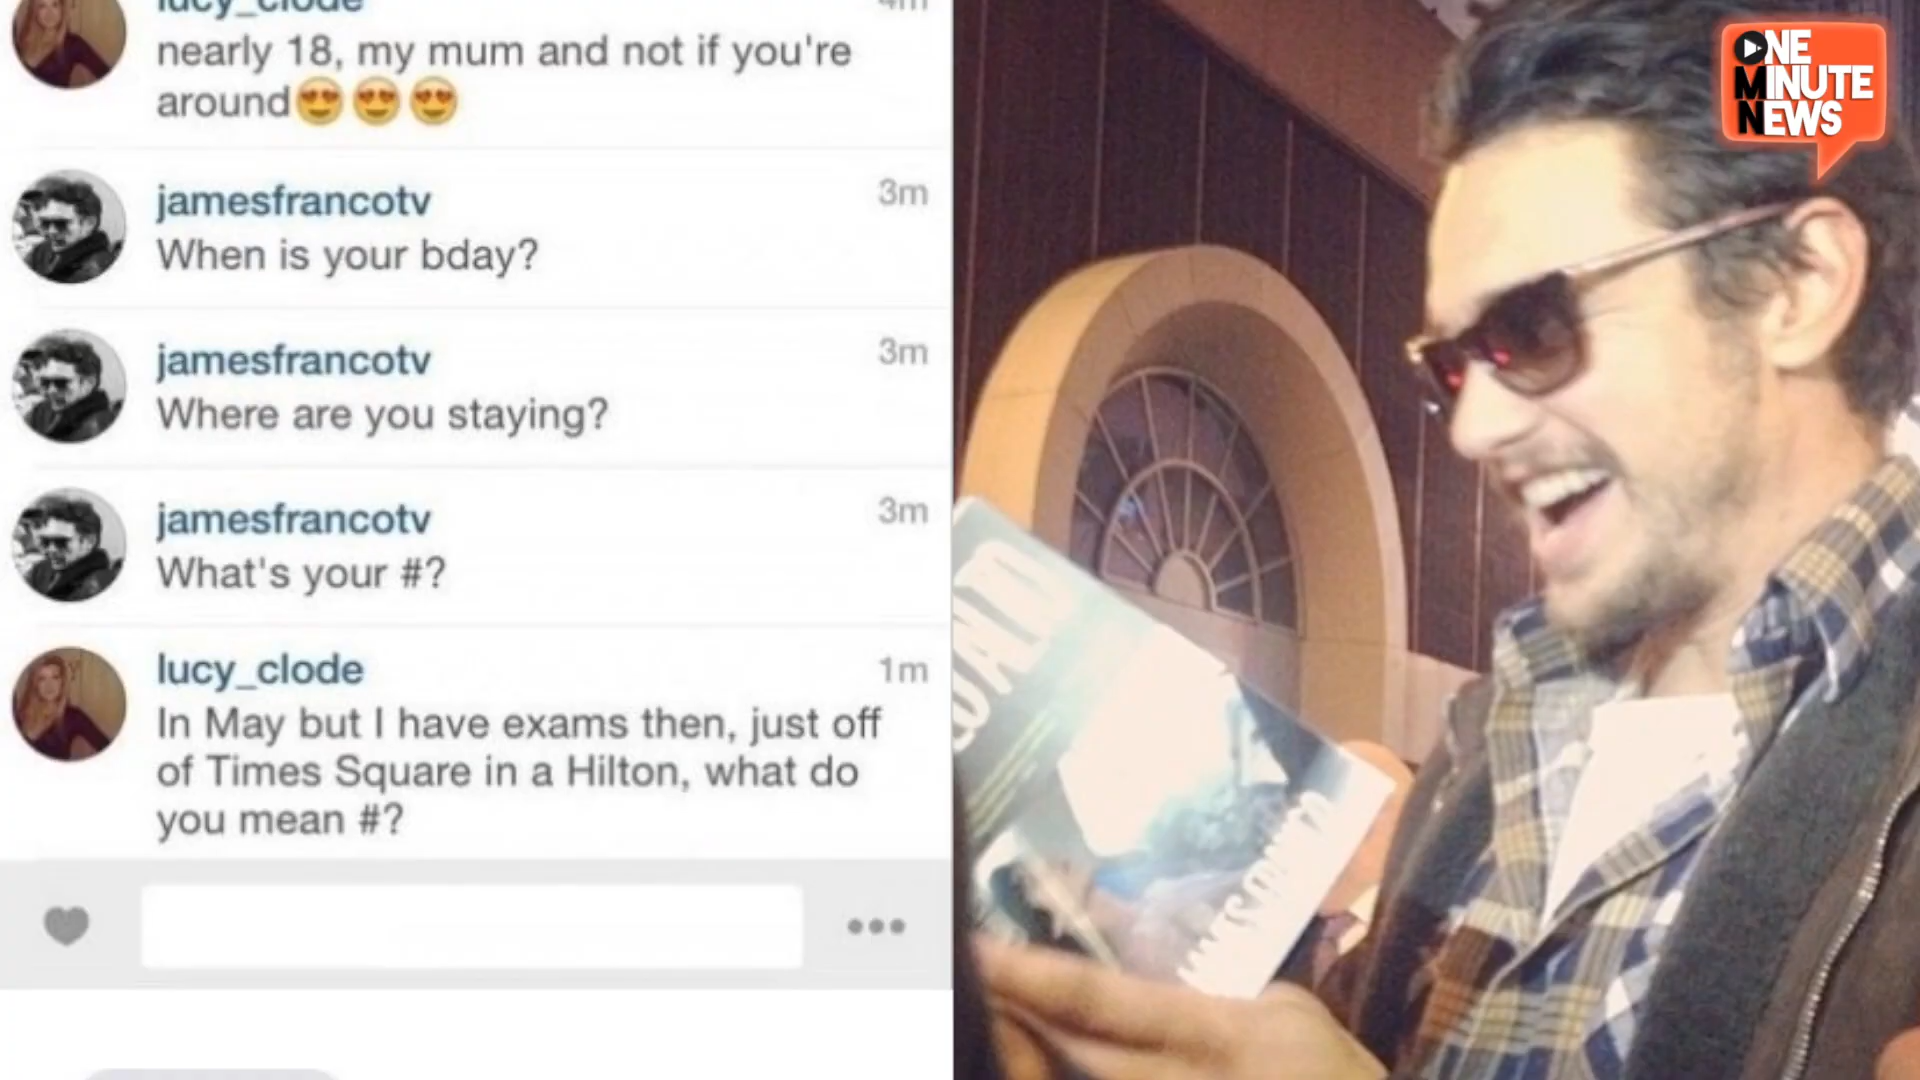 lucy_clode 4m
nearly 18, my mum and not if you're
around😍😍😍
jamesfrancotv 3m
When is your bday?
jamesfrancotv 3m
Where are you staying?
jamesfrancotv 3m
What's your #?
lucy_clode 1m
In May but I have exams then, just off
of Times Square in a Hilton, what do
you mean #?
ONE
MINUTE
NEWS